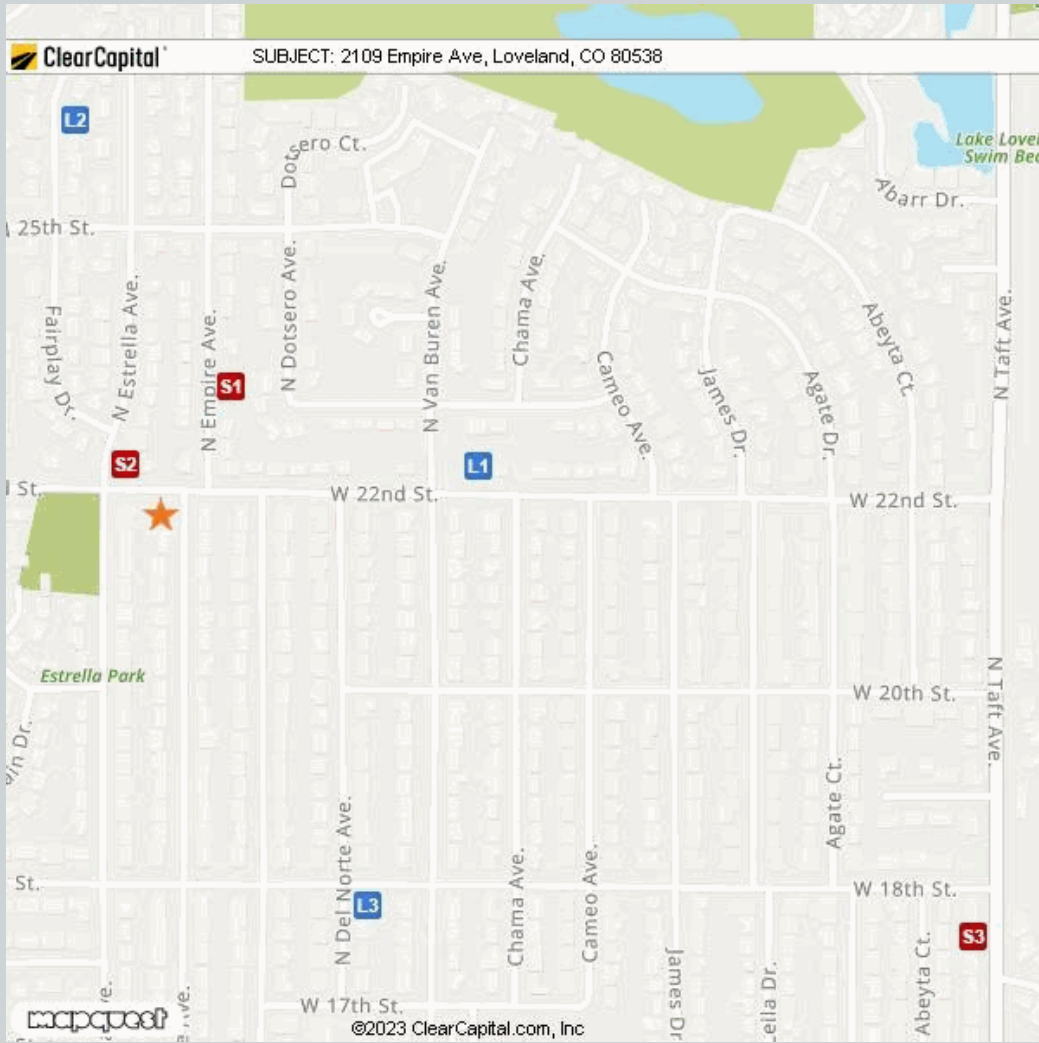 ClearCapital
SUBJECT: 2109 Empire Ave, Loveland, CO 80538
L2
Dotsero Ct.
Lake
Swim
Abarr Dr.
25th St.
N Estrella Ave.
N Dotsero Ave.
N Van Buren Ave.
Chama Ave.
Fairplay Dr.
N Empire Ave.
Abeyta Ct.
N Taft Ave.
S1
Cameo Ave.
James Dr.
Agate Dr.
S2
L1
St.
W 22nd St.
W 22nd St.
Estrella Park
W 20th St.
N Taft Ave.
Dr.
Agate Ct.
N Del Norte Ave.
Chama Ave.
Cameo Ave.
St.
W 18th St.
L3
S3
James Dr
Leila Dr.
Abeyta Ct.
W 17th St.
mapquest
©2023 ClearCapital.com, Inc